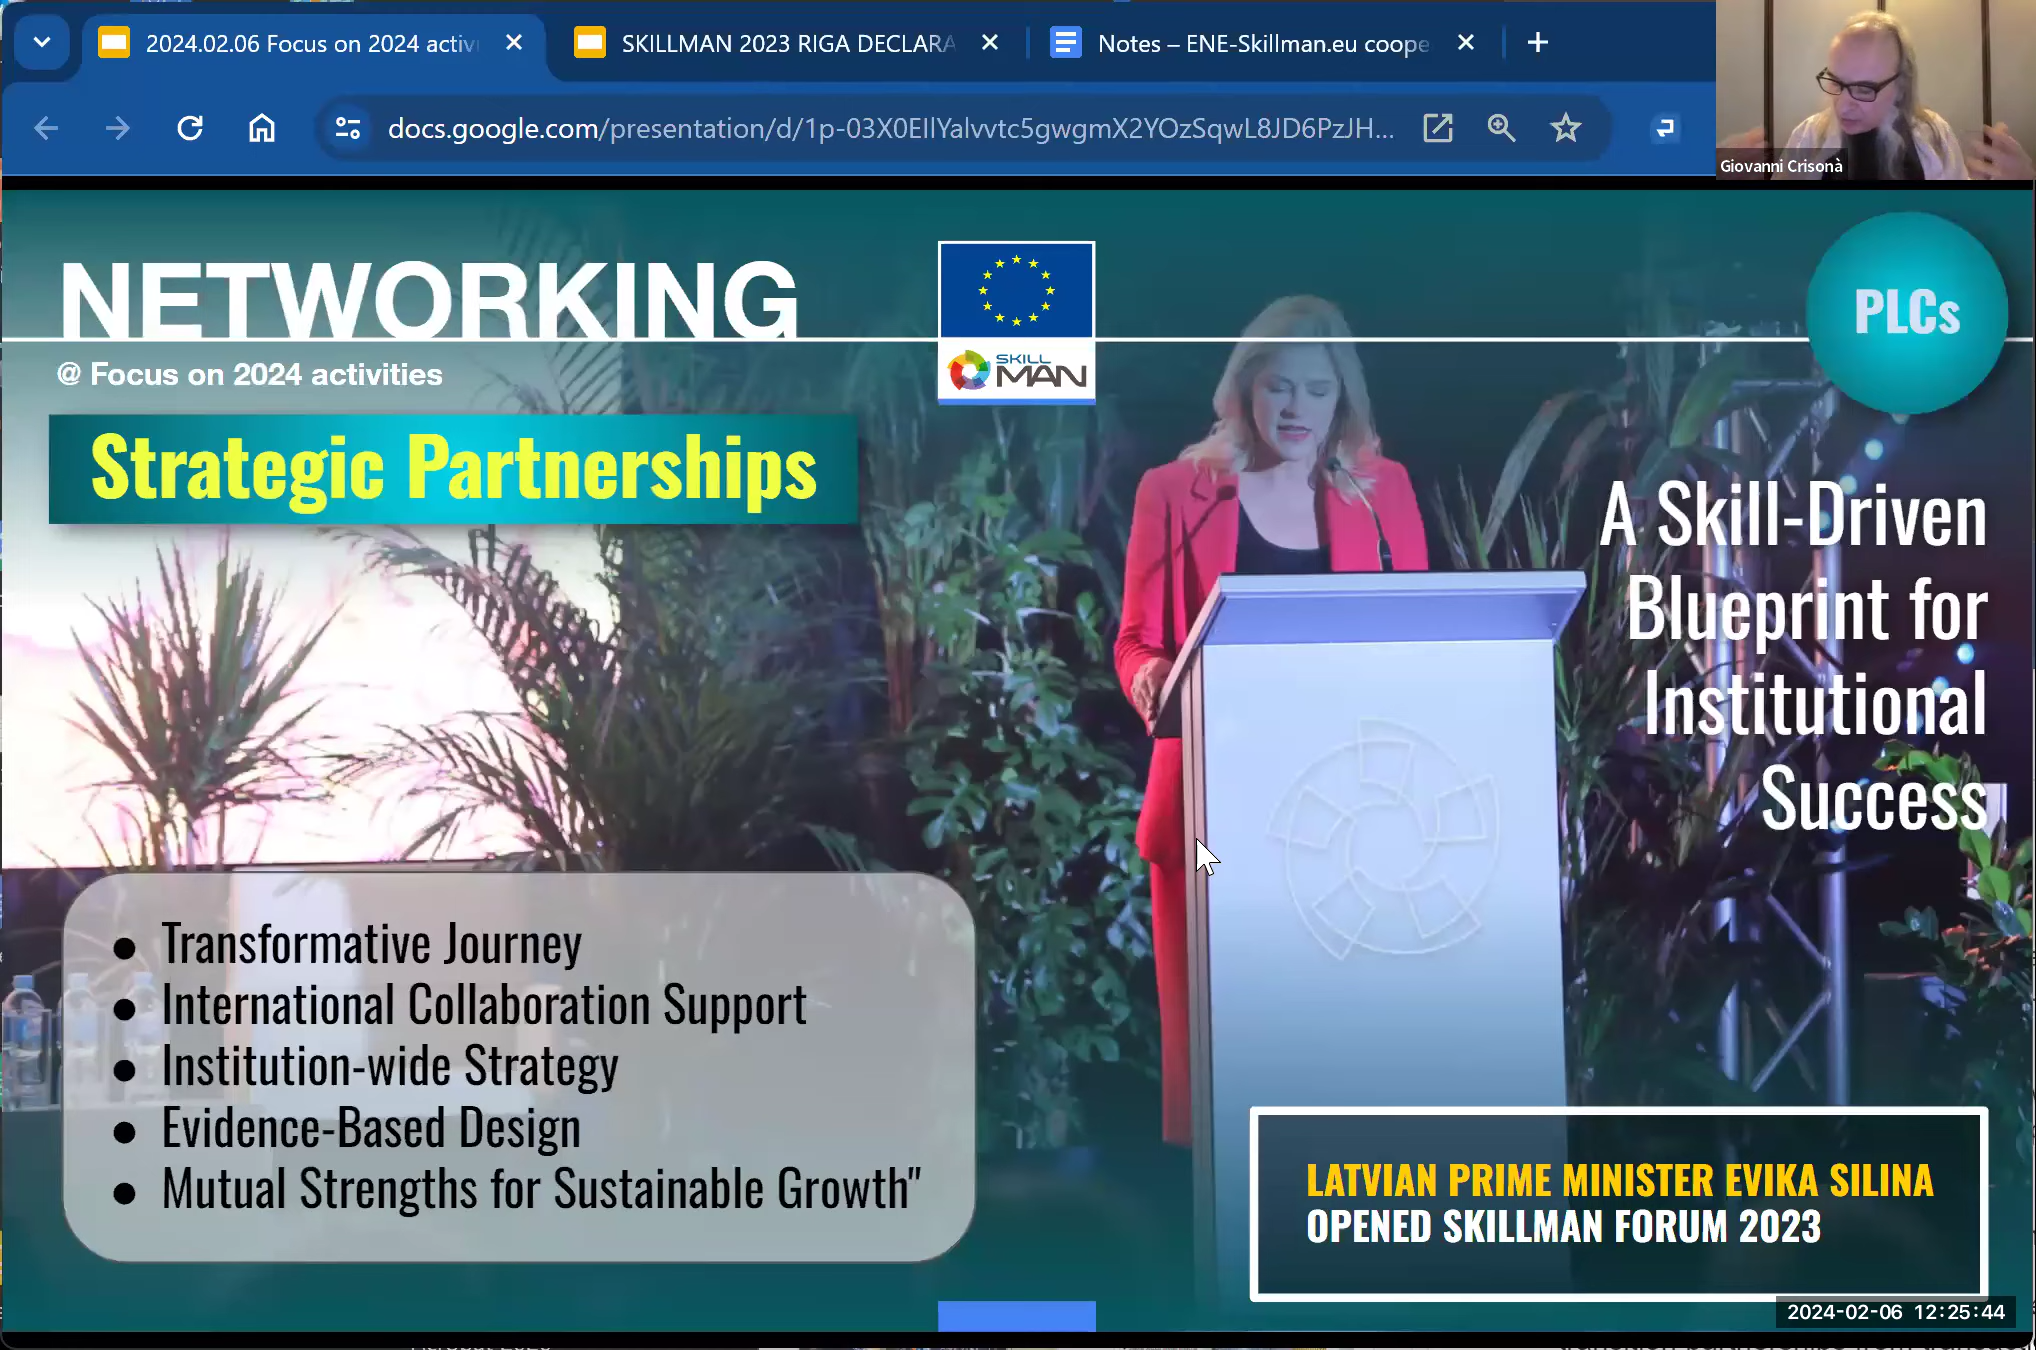 2024.02.06 Focus on 2024 activ
SKILLMAN 2023 RIGA DECLARA
Notes – ENE-Skillman.eu coope
docs.google.com/presentation/d/1p-03X0EIlYalvvtc5gwgmX2YOzSqwL8JD6PzJH...
Giovanni Crisonà
NETWORKING
@ Focus on 2024 activities
SKILL
MAN
PLCs
Strategic Partnerships
A Skill-Driven
Blueprint for
Institutional
Success
● Transformative Journey
● International Collaboration Support
● Institution-wide Strategy
● Evidence-Based Design
● Mutual Strengths for Sustainable Growth"
LATVIAN PRIME MINISTER EVIKA SILINA
OPENED SKILLMAN FORUM 2023
2024-02-06 12:25:44